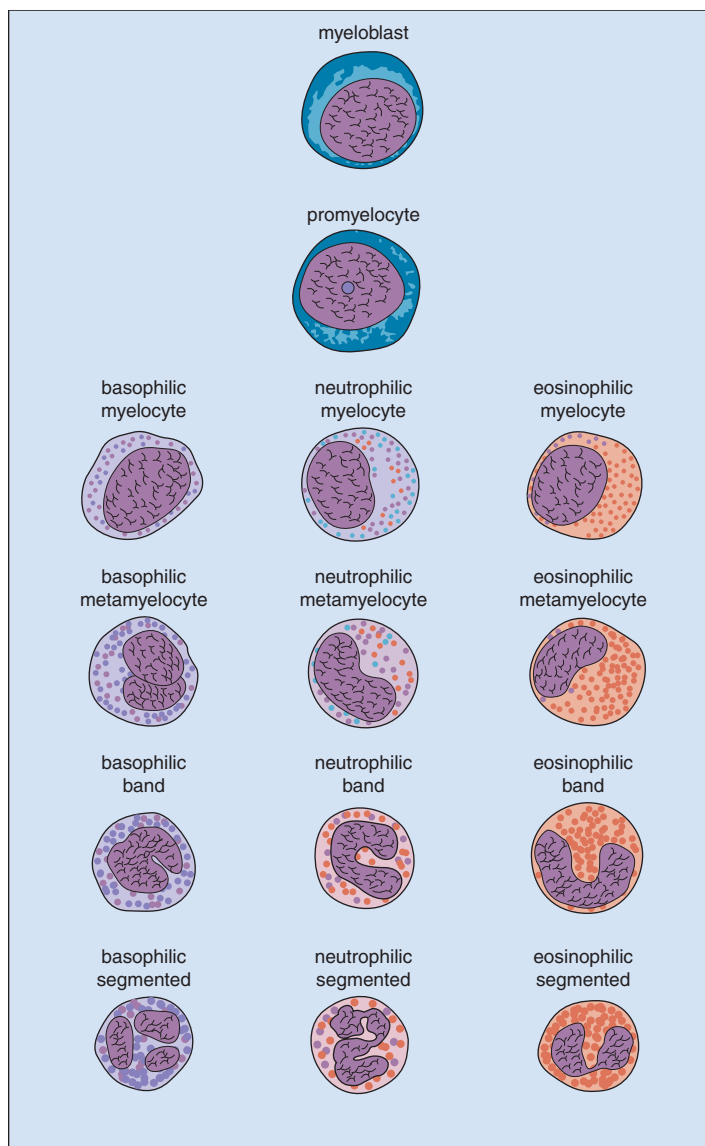 myeloblast
promyelocyte
basophilic
myelocyte
neutrophilic
myelocyte
eosinophilic
myelocyte
basophilic
metamyelocyte
neutrophilic
metamyelocyte
eosinophilic
metamyelocyte
basophilic
band
neutrophilic
band
eosinophilic
band
basophilic
segmented
neutrophilic
segmented
eosinophilic
segmented